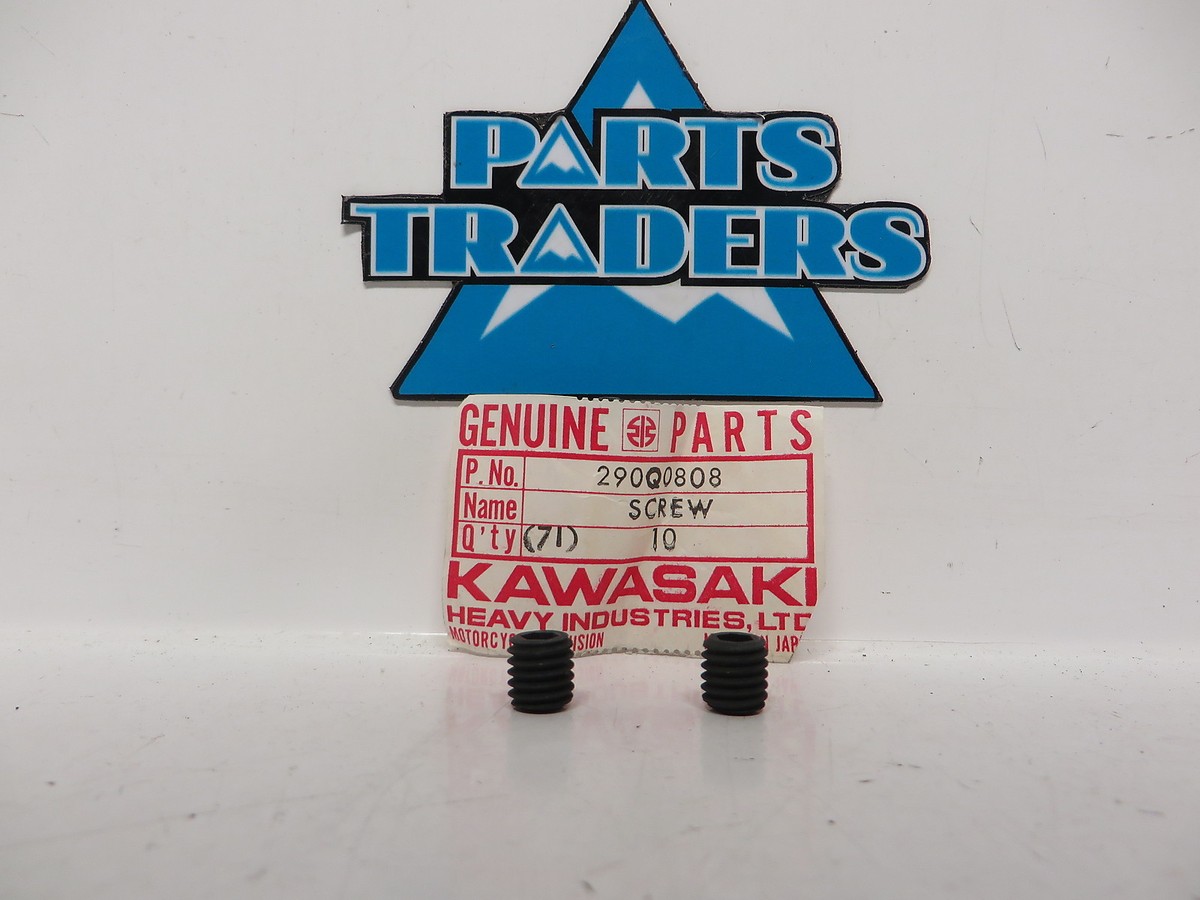 PARTS
TRADERS
GENUINE PARTS
P. No. 290Q0808
Name SCREW
Q'ty (71) 10
KAWASAKI
HEAVY INDUSTRIES, LTD